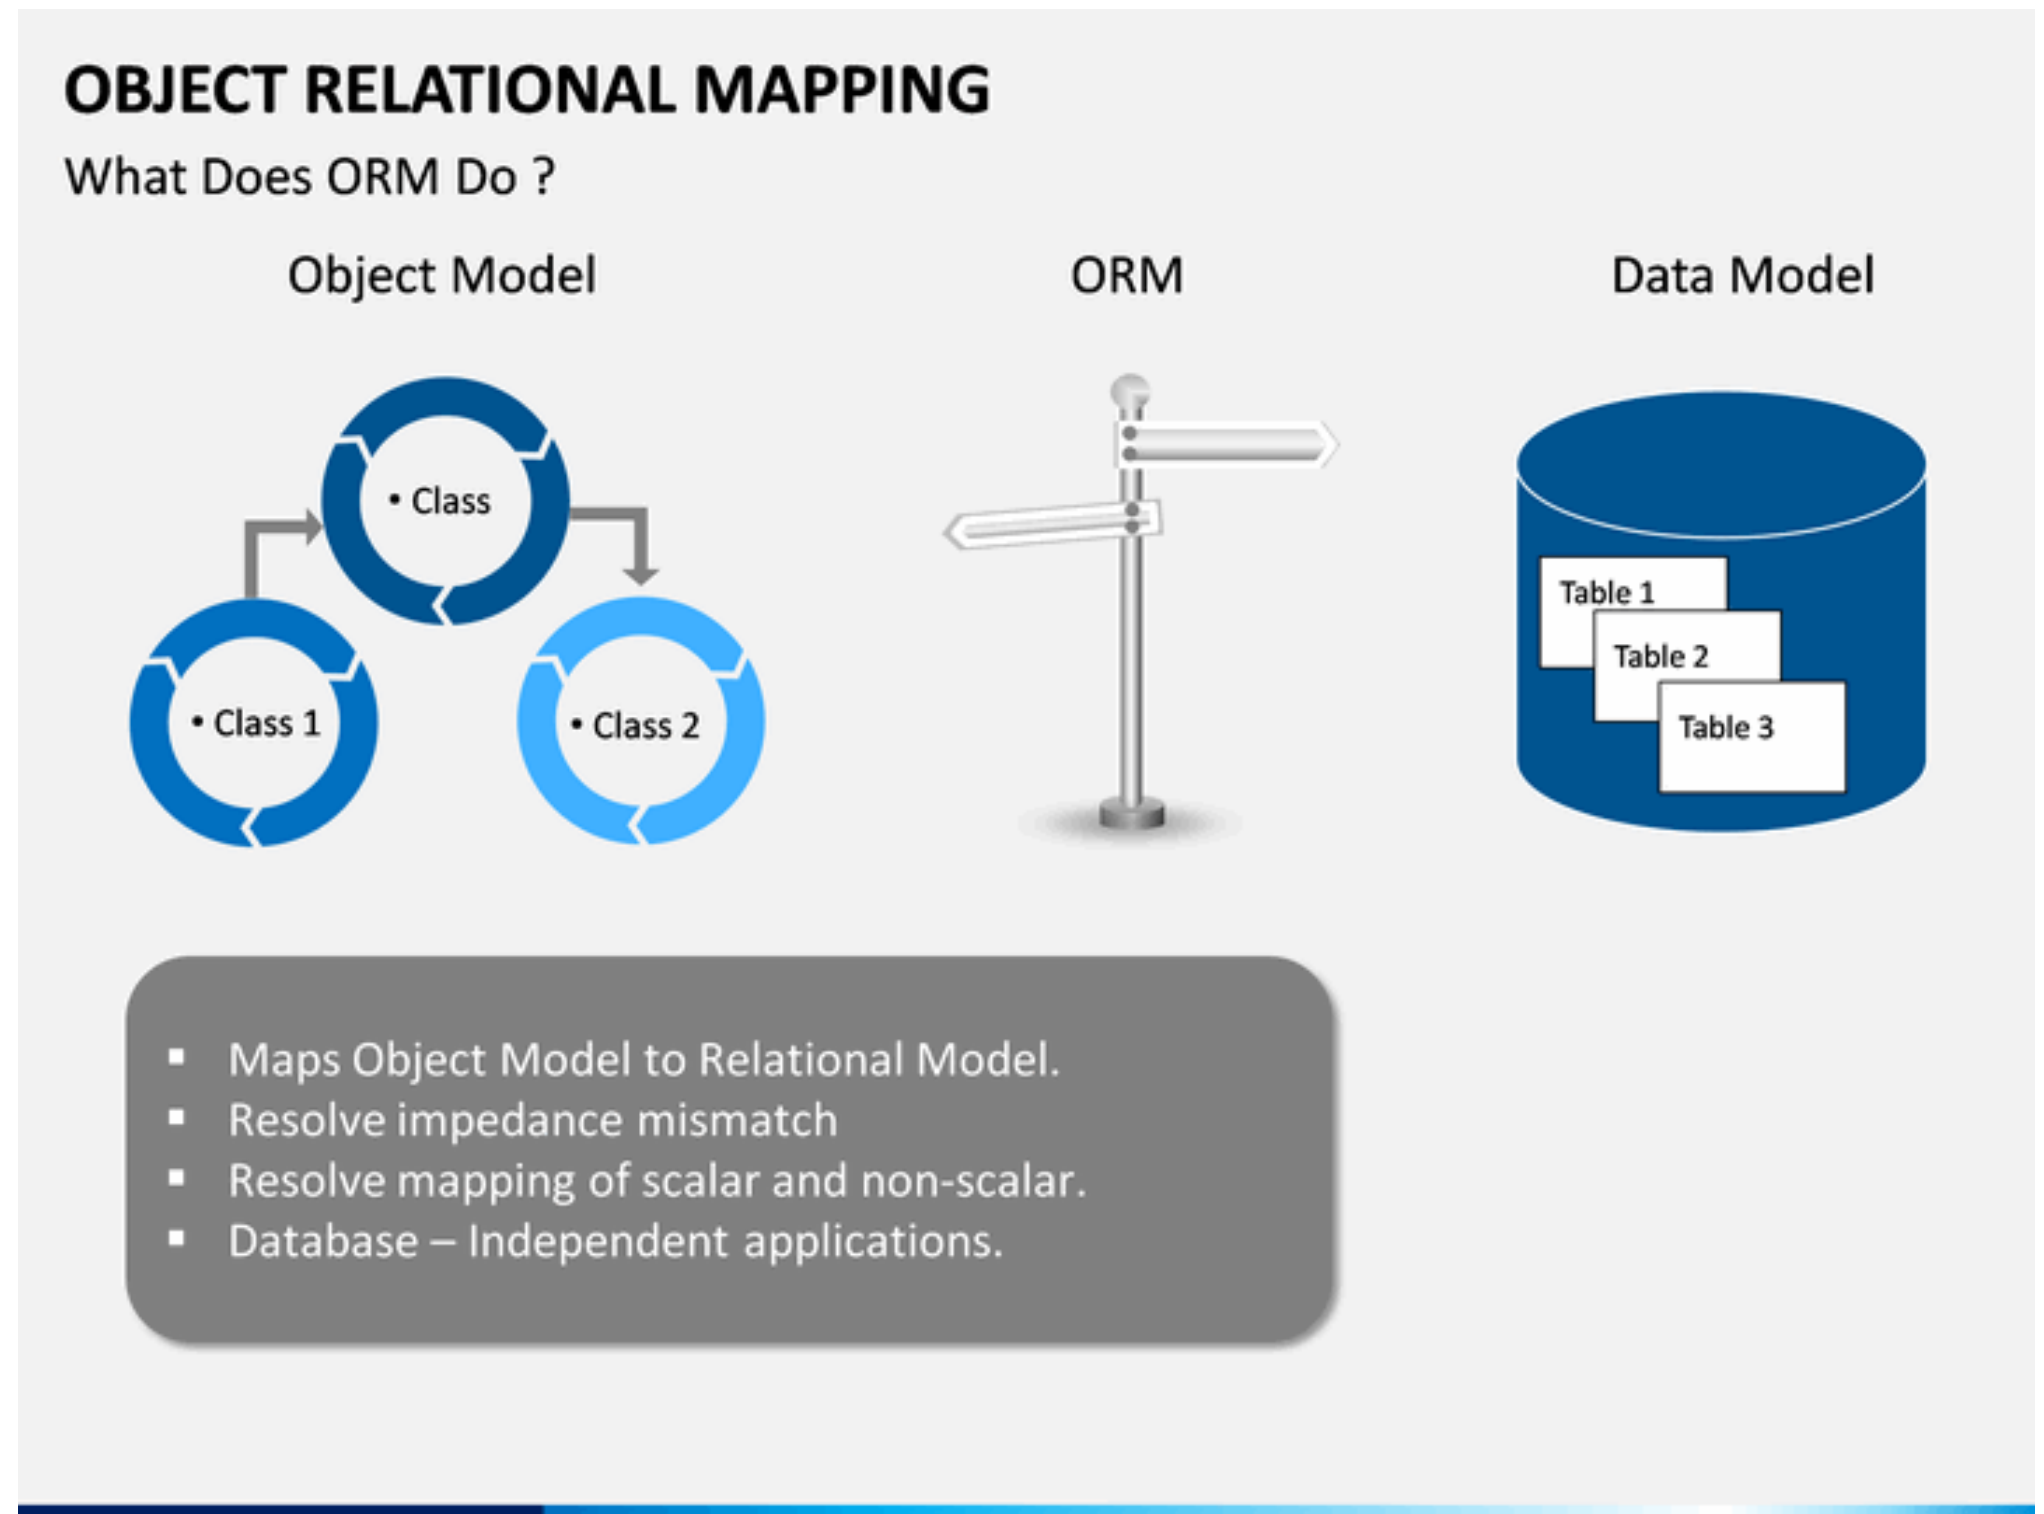 OBJECT RELATIONAL MAPPING
What Does ORM Do ?
Object Model
ORM
Data Model
• Class
• Class 1
• Class 2
Table 1
Table 2
Table 3
▪ Maps Object Model to Relational Model.
▪ Resolve impedance mismatch
▪ Resolve mapping of scalar and non-scalar.
▪ Database – Independent applications.